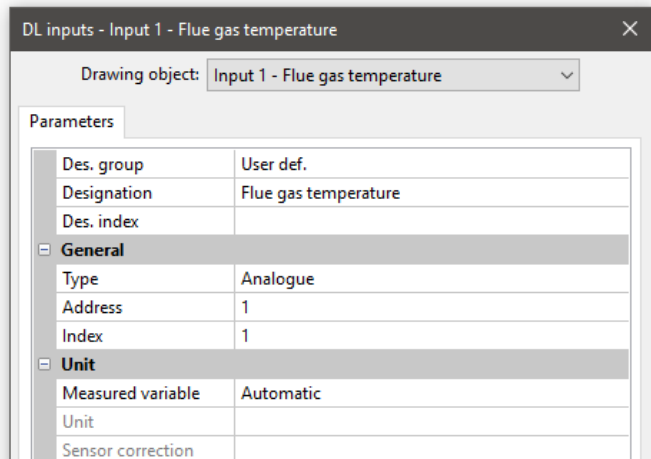 DL inputs - Input 1 - Flue gas temperature
Drawing object: Input 1 - Flue gas temperature
Parameters
Des. group User def.
Designation Flue gas temperature
Des. index
General
Type Analogue
Address 1
Index 1
Unit
Measured variable Automatic
Unit
Sensor correction